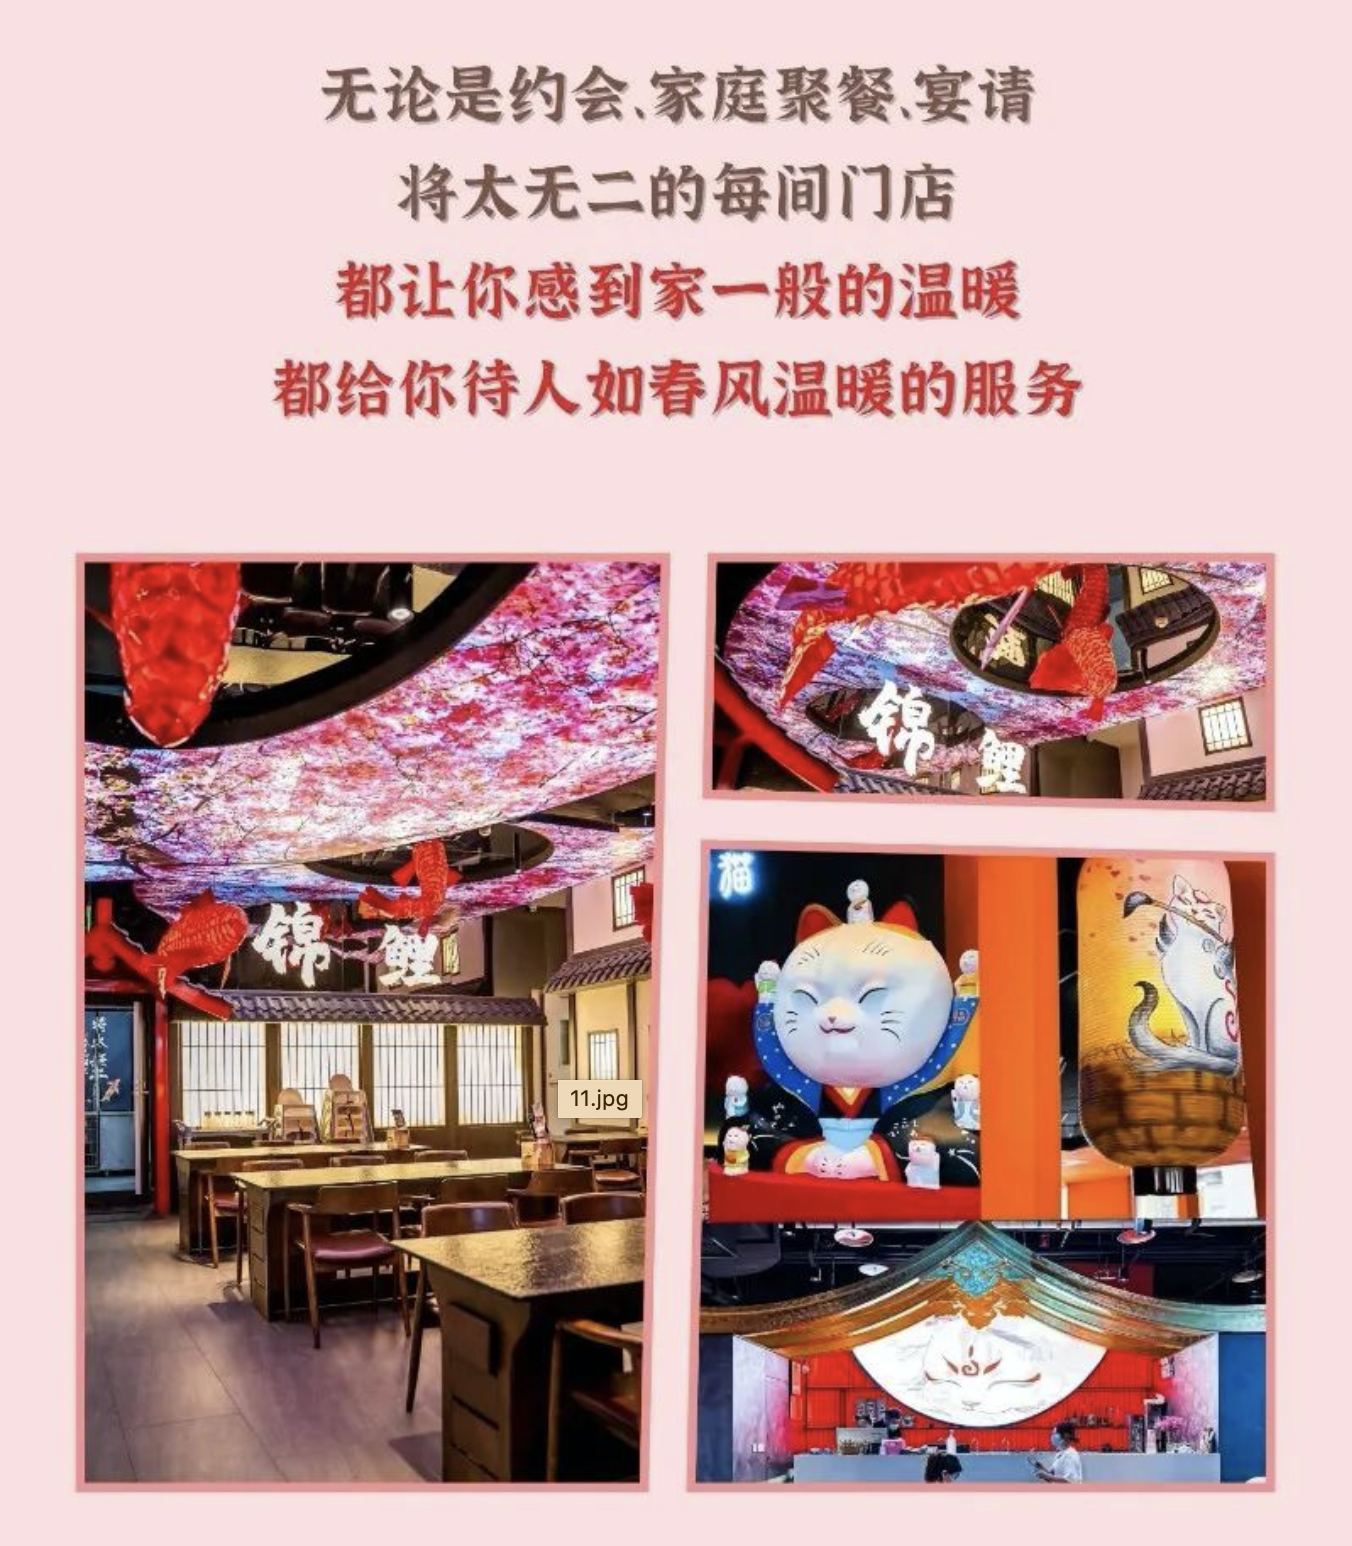 无论是约会、家庭聚餐、宴请
将太无二的每间门店
都让你感到家一般的温暖
都给你待人如春风温暖的服务
锦鲤
锦鲤
猫
11.jpg